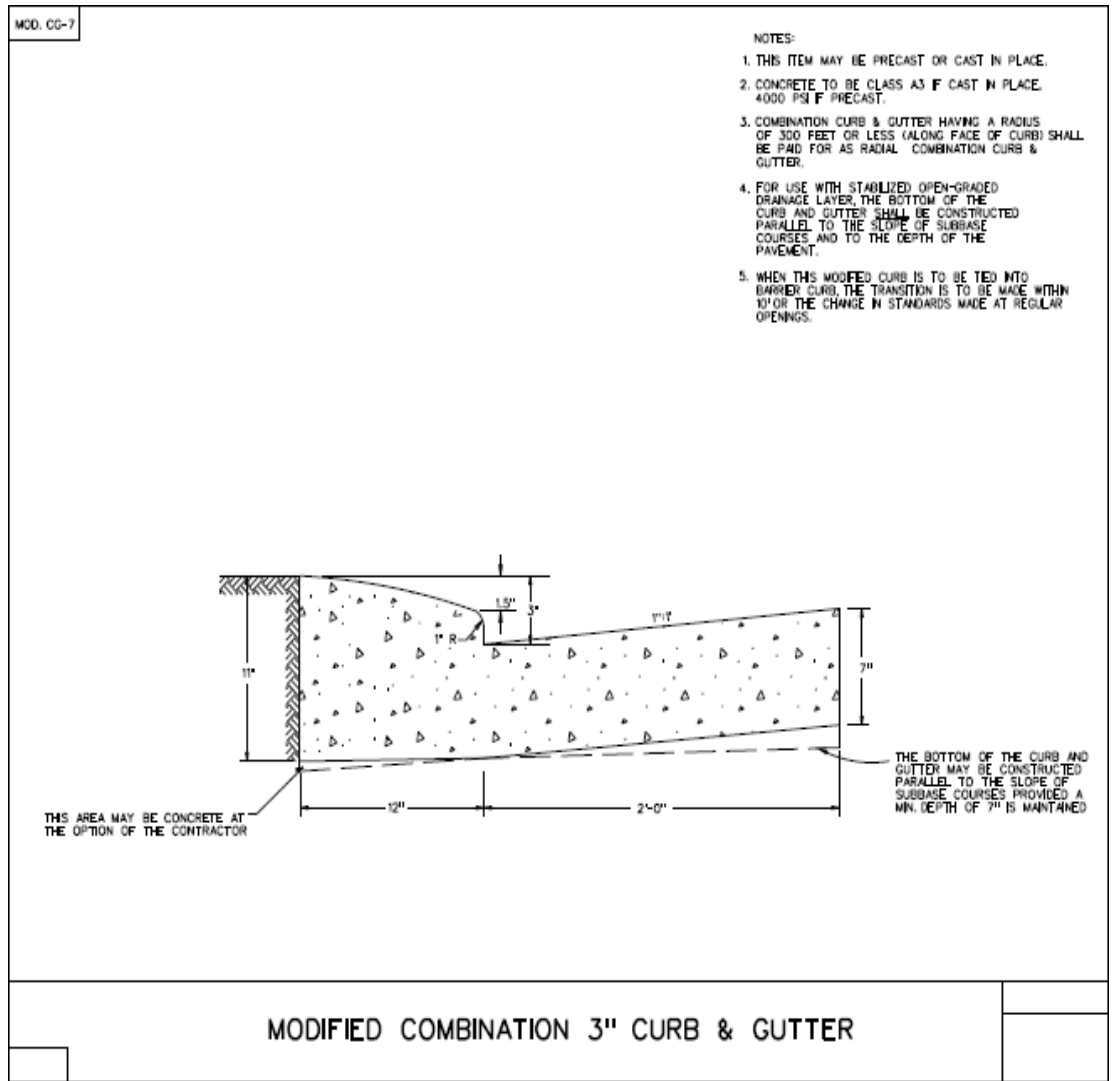 MOD. CG-7
NOTES:
1. THIS ITEM MAY BE PRECAST OR CAST IN PLACE.
2. CONCRETE TO BE CLASS A3 IF CAST IN PLACE,
4000 PSI IF PRECAST.
3. COMBINATION CURB & GUTTER HAVING A RADIUS
OF 300 FEET OR LESS (ALONG FACE OF CURB) SHALL
BE PAID FOR AS RADIAL COMBINATION CURB &
GUTTER.
4. FOR USE WITH STABILIZED OPEN-GRADED
DRAINAGE LAYER, THE BOTTOM OF THE
CURB AND GUTTER SHALL BE CONSTRUCTED
PARALLEL TO THE SLOPE OF SUBBASE
COURSES AND TO THE DEPTH OF THE
PAVEMENT.
5. WHEN THIS MODIFIED CURB IS TO BE TIED INTO
BARRIER CURB, THE TRANSITION IS TO BE MADE WITHIN
10' OR THE CHANGE IN STANDARDS MADE AT REGULAR
OPENINGS.
1.5"
3"
1" R
1":1'
11"
7"
12"
2'-0"
THE BOTTOM OF THE CURB AND
GUTTER MAY BE CONSTRUCTED
PARALLEL TO THE SLOPE OF
SUBBASE COURSES PROVIDED A
MIN. DEPTH OF 7" IS MAINTAINED
THIS AREA MAY BE CONCRETE AT
THE OPTION OF THE CONTRACTOR
MODIFIED COMBINATION 3" CURB & GUTTER